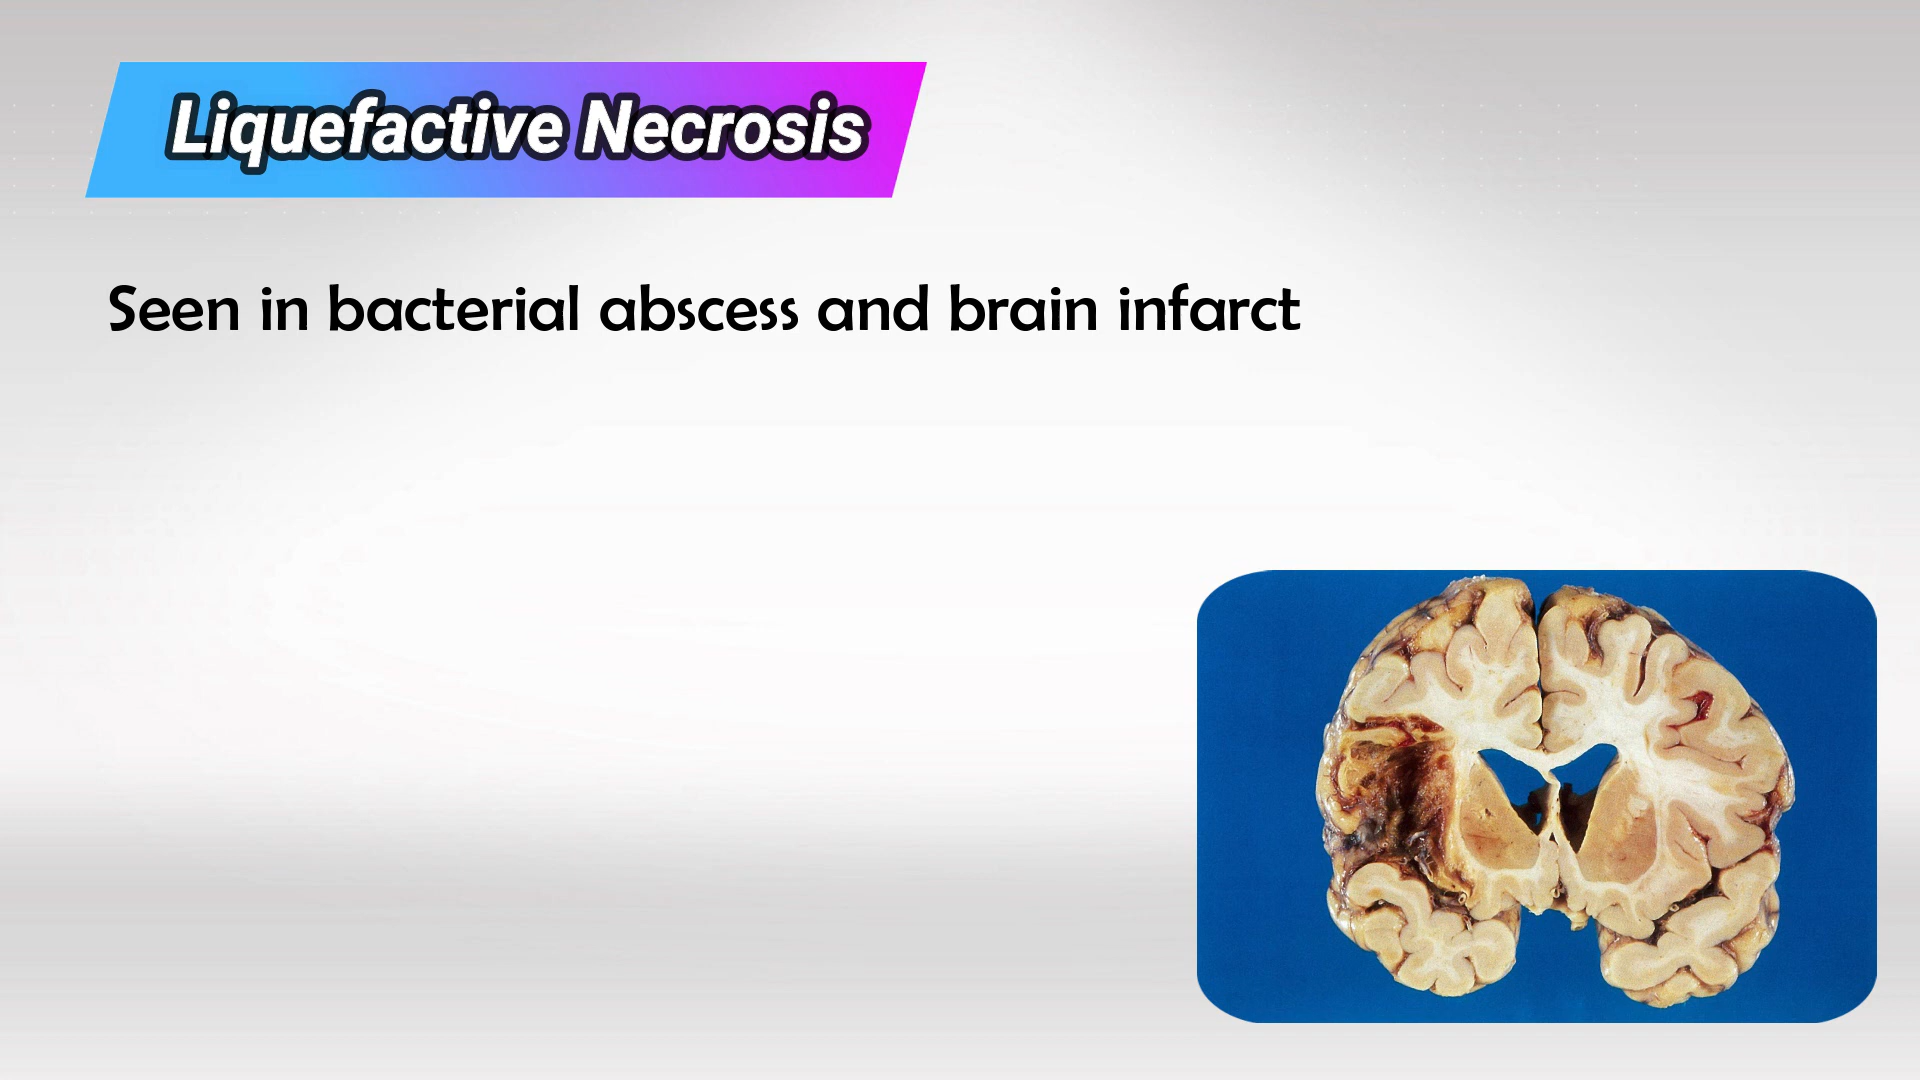 Liquefactive Necrosis
Seen in bacterial abscess and brain infarct